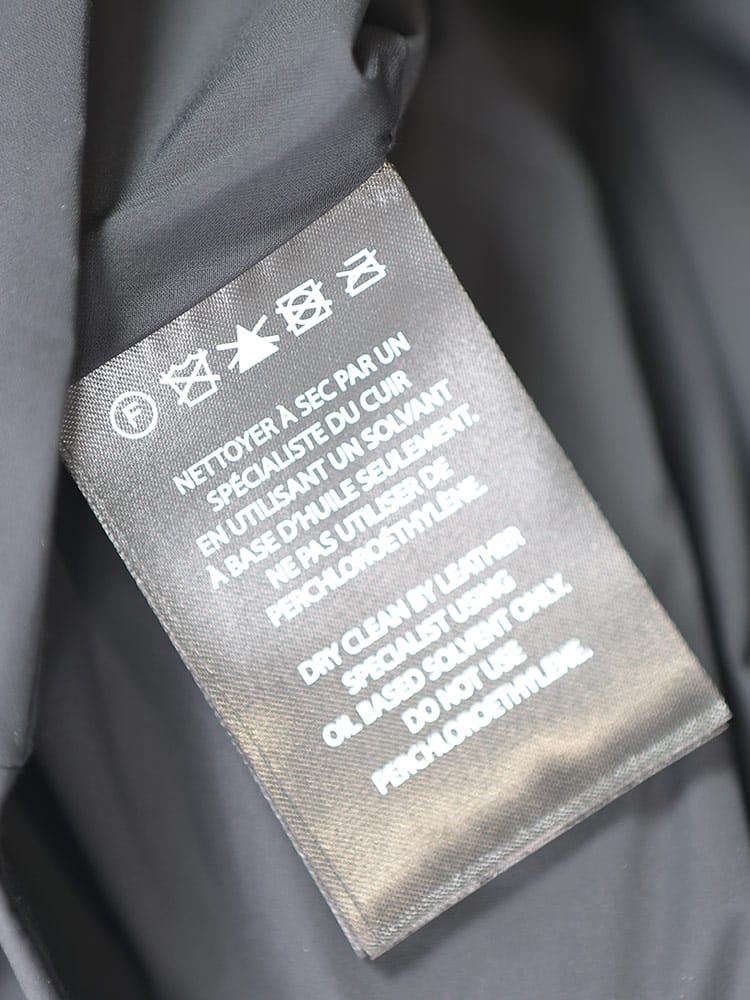 F
NETTOYER À SEC PAR UN
SPÉCIALISTE DU CUIR
EN UTILISANT UN SOLVANT
À BASE D'HUILE SEULEMENT.
NE PAS UTILISER DE
PERCHLOROÉTHYLÈNE.
DRY CLEAN BY LEATHER
SPECIALIST USING
OIL BASED SOLVENT ONLY.
DO NOT USE
PERCHLOROETHYLENE.